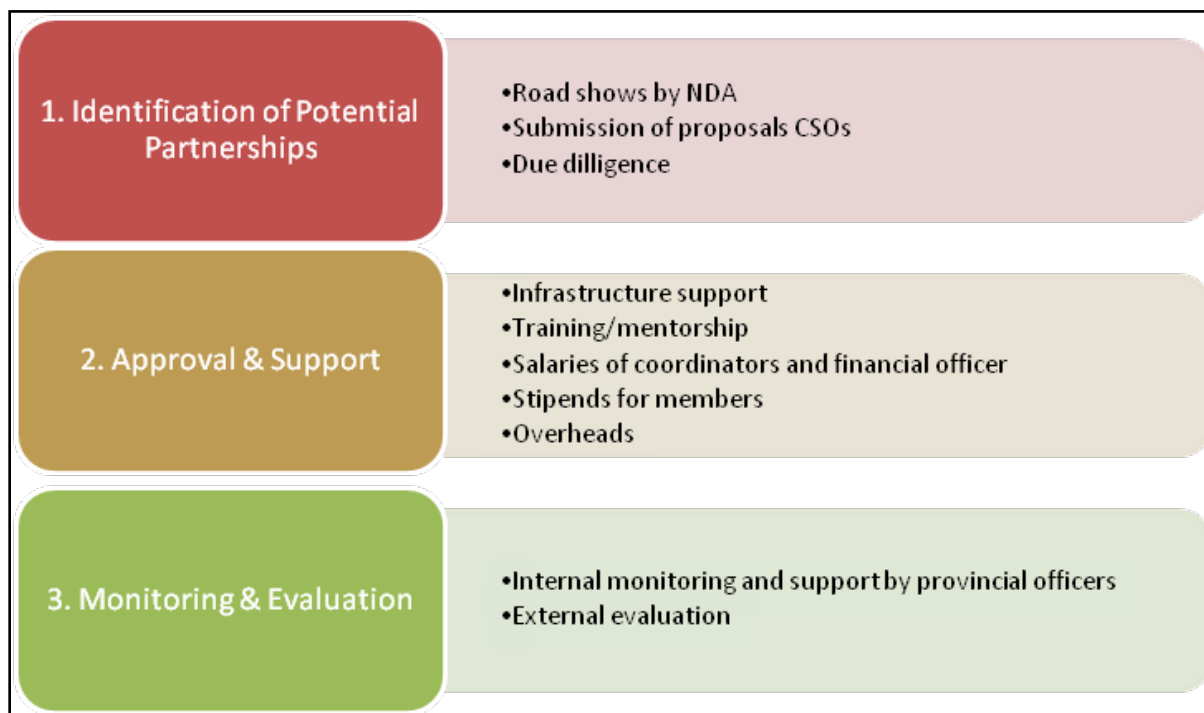 1. Identification of Potential
Partnerships
•Road shows by NDA
•Submission of proposals CSOs
•Due dilligence
2. Approval & Support
•Infrastructure support
•Training/mentorship
•Salaries of coordinators and financial officer
•Stipends for members
•Overheads
3. Monitoring & Evaluation
•Internal monitoring and support by provincial officers
•External evaluation